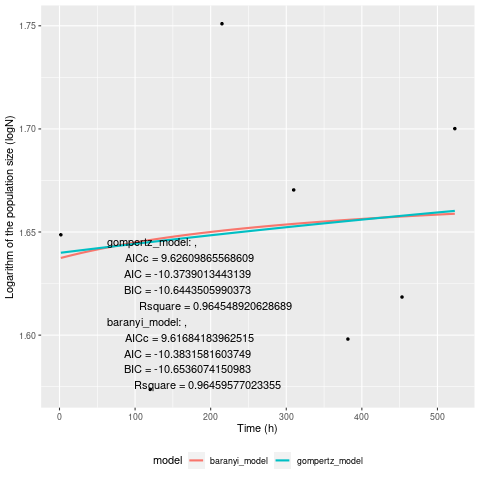 1.75
1.70
1.65
1.60
Logarithm of the population size (logN)
gompertz_model: ,
AICc = 9.62609865568609
AIC = -10.3739013443139
BIC = -10.6443505990373
Rsquare = 0.964548920628689
baranyi_model: ,
AICc = 9.61684183962515
AIC = -10.3831581603749
BIC = -10.6536074150983
Rsquare = 0.96459577023355
0 100 200 300 400 500
Time (h)
model baranyi_model gompertz_model